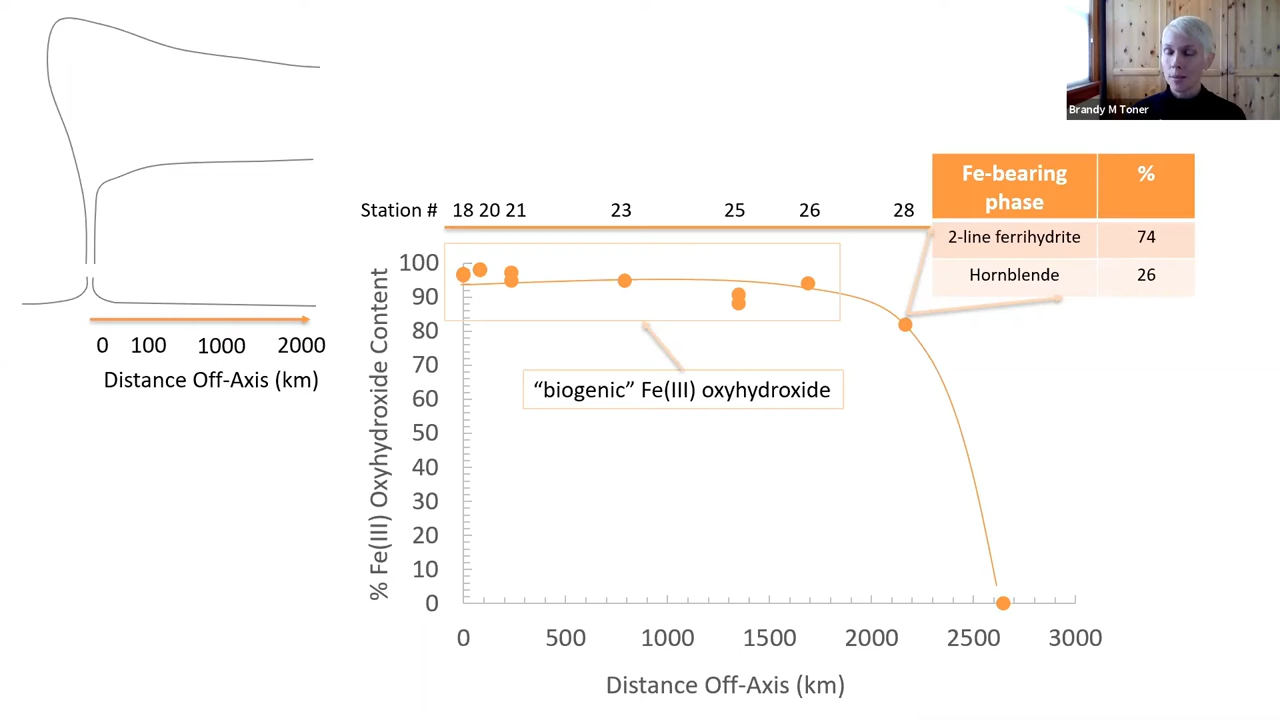 Brandy M Toner
Fe-bearing
phase
%
2-line ferrihydrite
74
Hornblende
26
Station #
18 20 21
23
25
26
28
100
90
80
70
60
50
40
30
20
10
0
% Fe(III) Oxyhydroxide Content
“biogenic” Fe(III) oxyhydroxide
0
500
1000
1500
2000
2500
3000
Distance Off-Axis (km)
0
100
1000
2000
Distance Off-Axis (km)